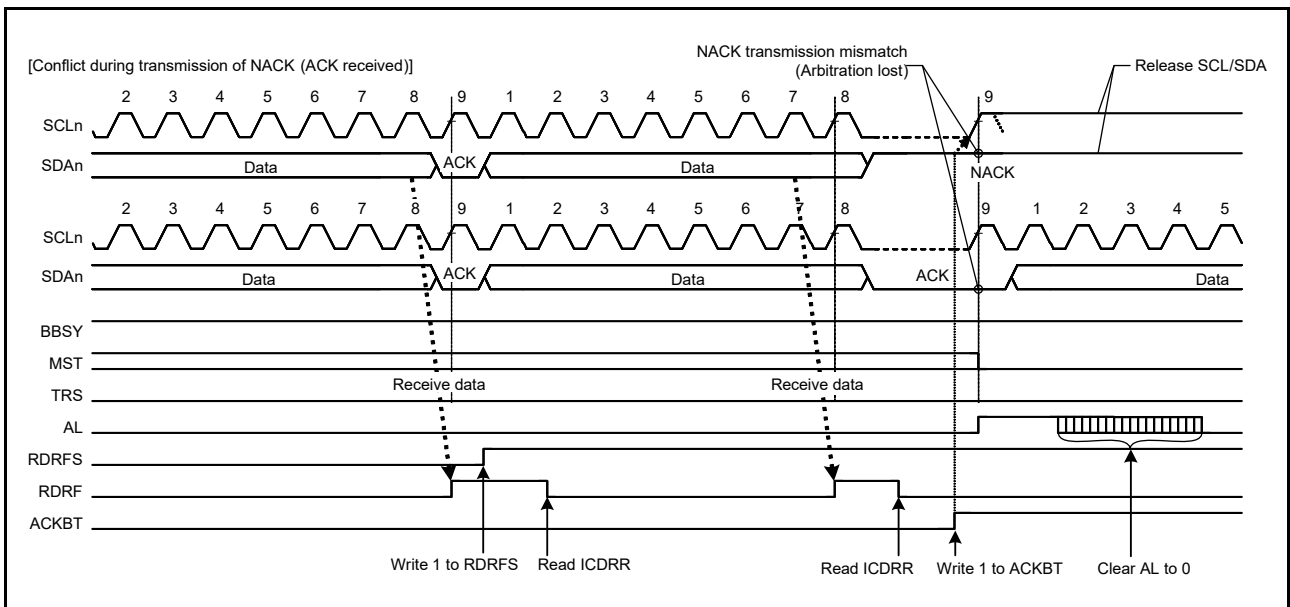 NACK transmission mismatch
(Arbitration lost)
[Conflict during transmission of NACK (ACK received)]
Release SCL/SDA
2 3 4 5 6 7 8 9 1 2 3 4 5 6 7 8 9
SCLn
SDAn
Data ACK Data NACK
2 3 4 5 6 7 8 9 1 2 3 4 5 6 7 8 9 1 2 3 4 5
SCLn
SDAn
Data ACK Data ACK Data
BBSY
MST
TRS
Receive data Receive data
AL
RDRFS
RDRF
ACKBT
Write 1 to RDRFS Read ICDRR Read ICDRR Write 1 to ACKBT Clear AL to 0